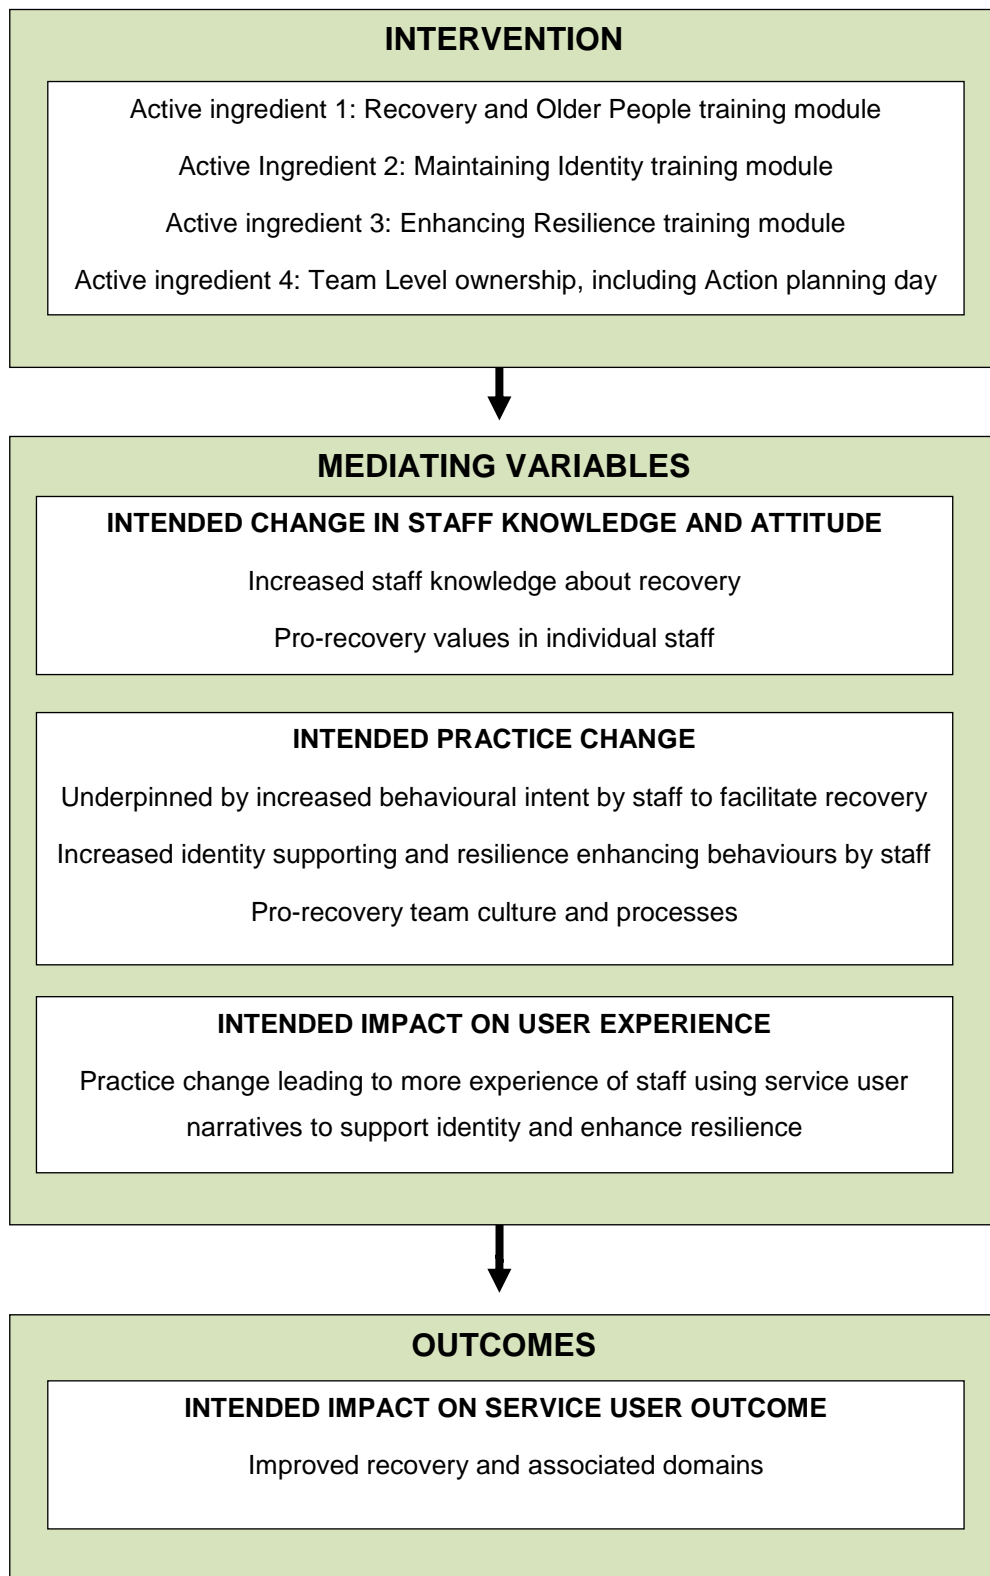 INTERVENTION
Active ingredient 1: Recovery and Older People training module
Active Ingredient 2: Maintaining Identity training module
Active ingredient 3: Enhancing Resilience training module
Active ingredient 4: Team Level ownership, including Action planning day
MEDIATING VARIABLES
INTENDED CHANGE IN STAFF KNOWLEDGE AND ATTITUDE
Increased staff knowledge about recovery
Pro-recovery values in individual staff
INTENDED PRACTICE CHANGE
Underpinned by increased behavioural intent by staff to facilitate recovery
Increased identity supporting and resilience enhancing behaviours by staff
Pro-recovery team culture and processes
INTENDED IMPACT ON USER EXPERIENCE
Practice change leading to more experience of staff using service user
narratives to support identity and enhance resilience
OUTCOMES
INTENDED IMPACT ON SERVICE USER OUTCOME
Improved recovery and associated domains